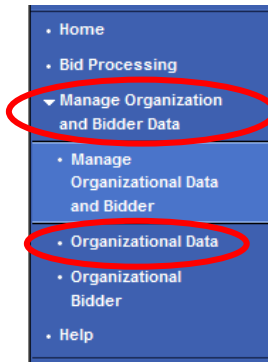 • Home
• Bid Processing
Manage Organization
and Bidder Data
• Manage
Organizational Data
and Bidder
• Organizational Data
• Organizational
Bidder
• Help